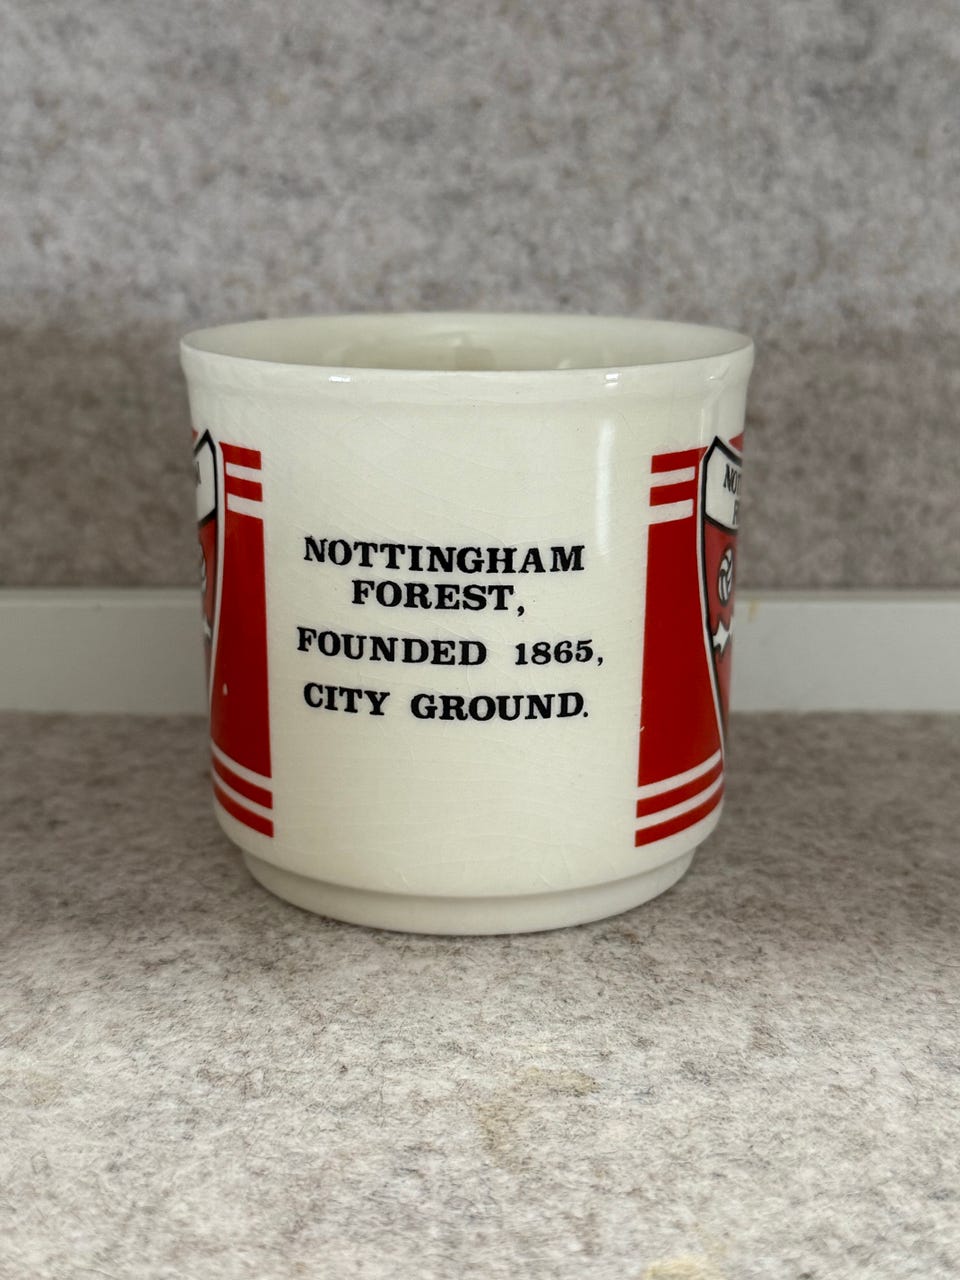 NOTTINGHAM
FOREST,
FOUNDED 1865,
CITY GROUND.